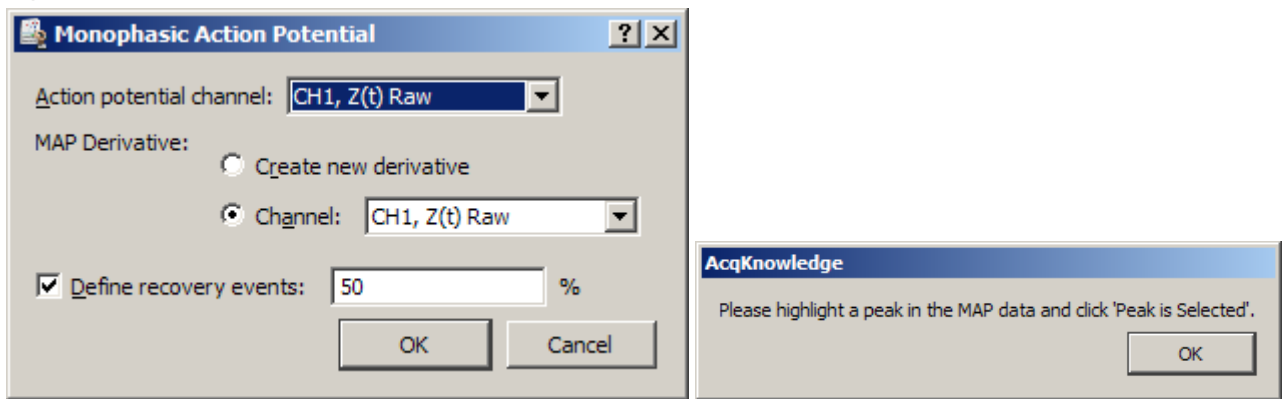 Monophasic Action Potential
Action potential channel: CH1, Z(t) Raw
MAP Derivative:
Create new derivative
Channel: CH1, Z(t) Raw
Define recovery events: 50 %
OK Cancel
AcqKnowledge
Please highlight a peak in the MAP data and click 'Peak is Selected'.
OK